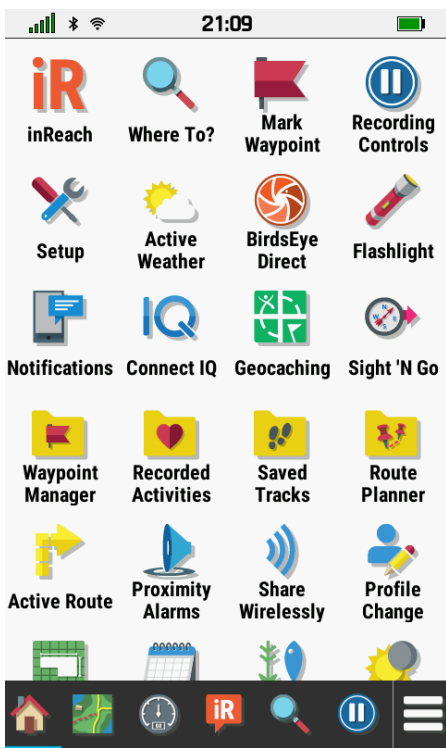 21:09
iR
inReach
Where To?
Mark
Waypoint
Recording
Controls
Setup
Active
Weather
BirdsEye
Direct
Flashlight
IQ
N
W
E
S
Notifications
Connect IQ
Geocaching
Sight 'N Go
Waypoint
Manager
Recorded
Activities
Saved
Tracks
Route
Planner
Active Route
Proximity
Alarms
Share
Wirelessly
Profile
Change
iR